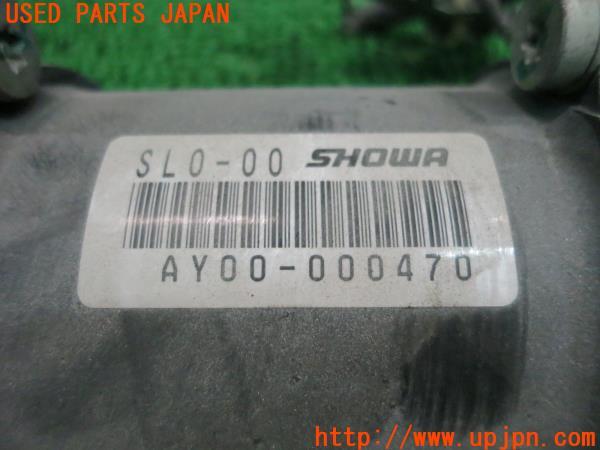 USED PARTS JAPAN
SL0-00 SHOWA
AY00-000470
http://www.upjpn.com/